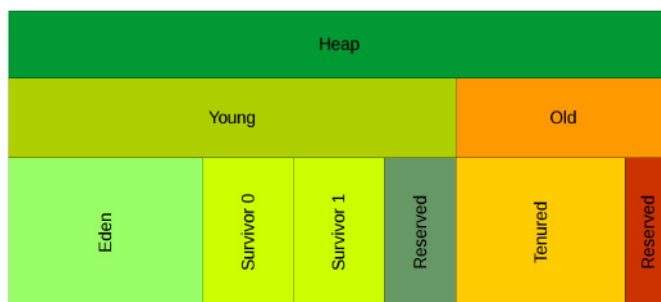 Heap
Young
Old
Eden
Survivor 0
Survivor 1
Reserved
Tenured
Reserved